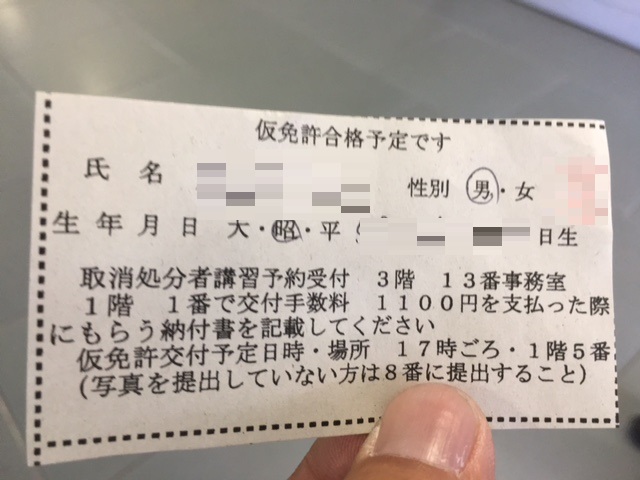 仮免許合格予定です
氏名 性別 男・女
生年月日 大・昭・平 日生
取消処分者講習予約受付 3階 13番事務室
1階 1番で交付手数料 1100円を支払った際
にもらう納付書を記載してください
仮免許交付予定日時・場所 17時ごろ・1階5番
(写真を提出していない方は8番に提出すること)